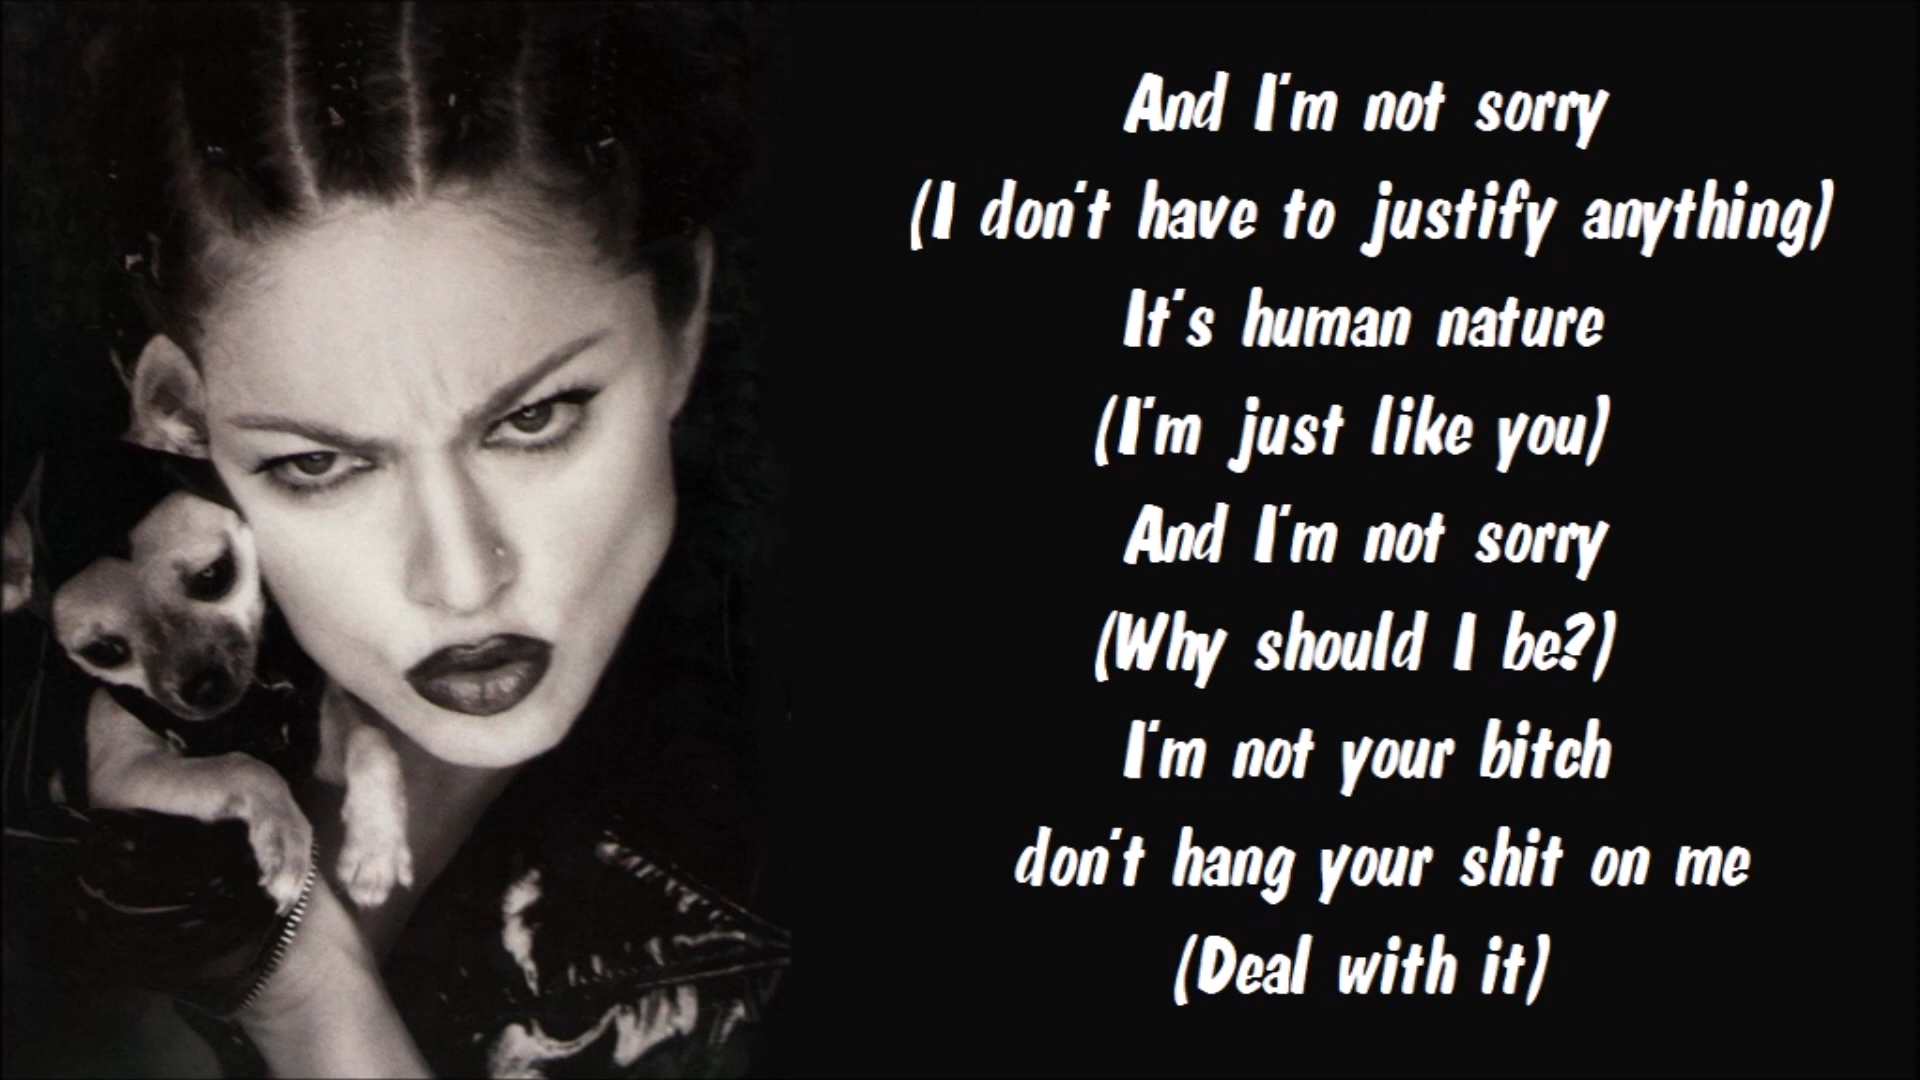 And I'm not sorry
(I don't have to justify anything)
It's human nature
(I'm just like you)
And I'm not sorry
(Why should I be?)
I'm not your bitch
don't hang your shit on me
(Deal with it)